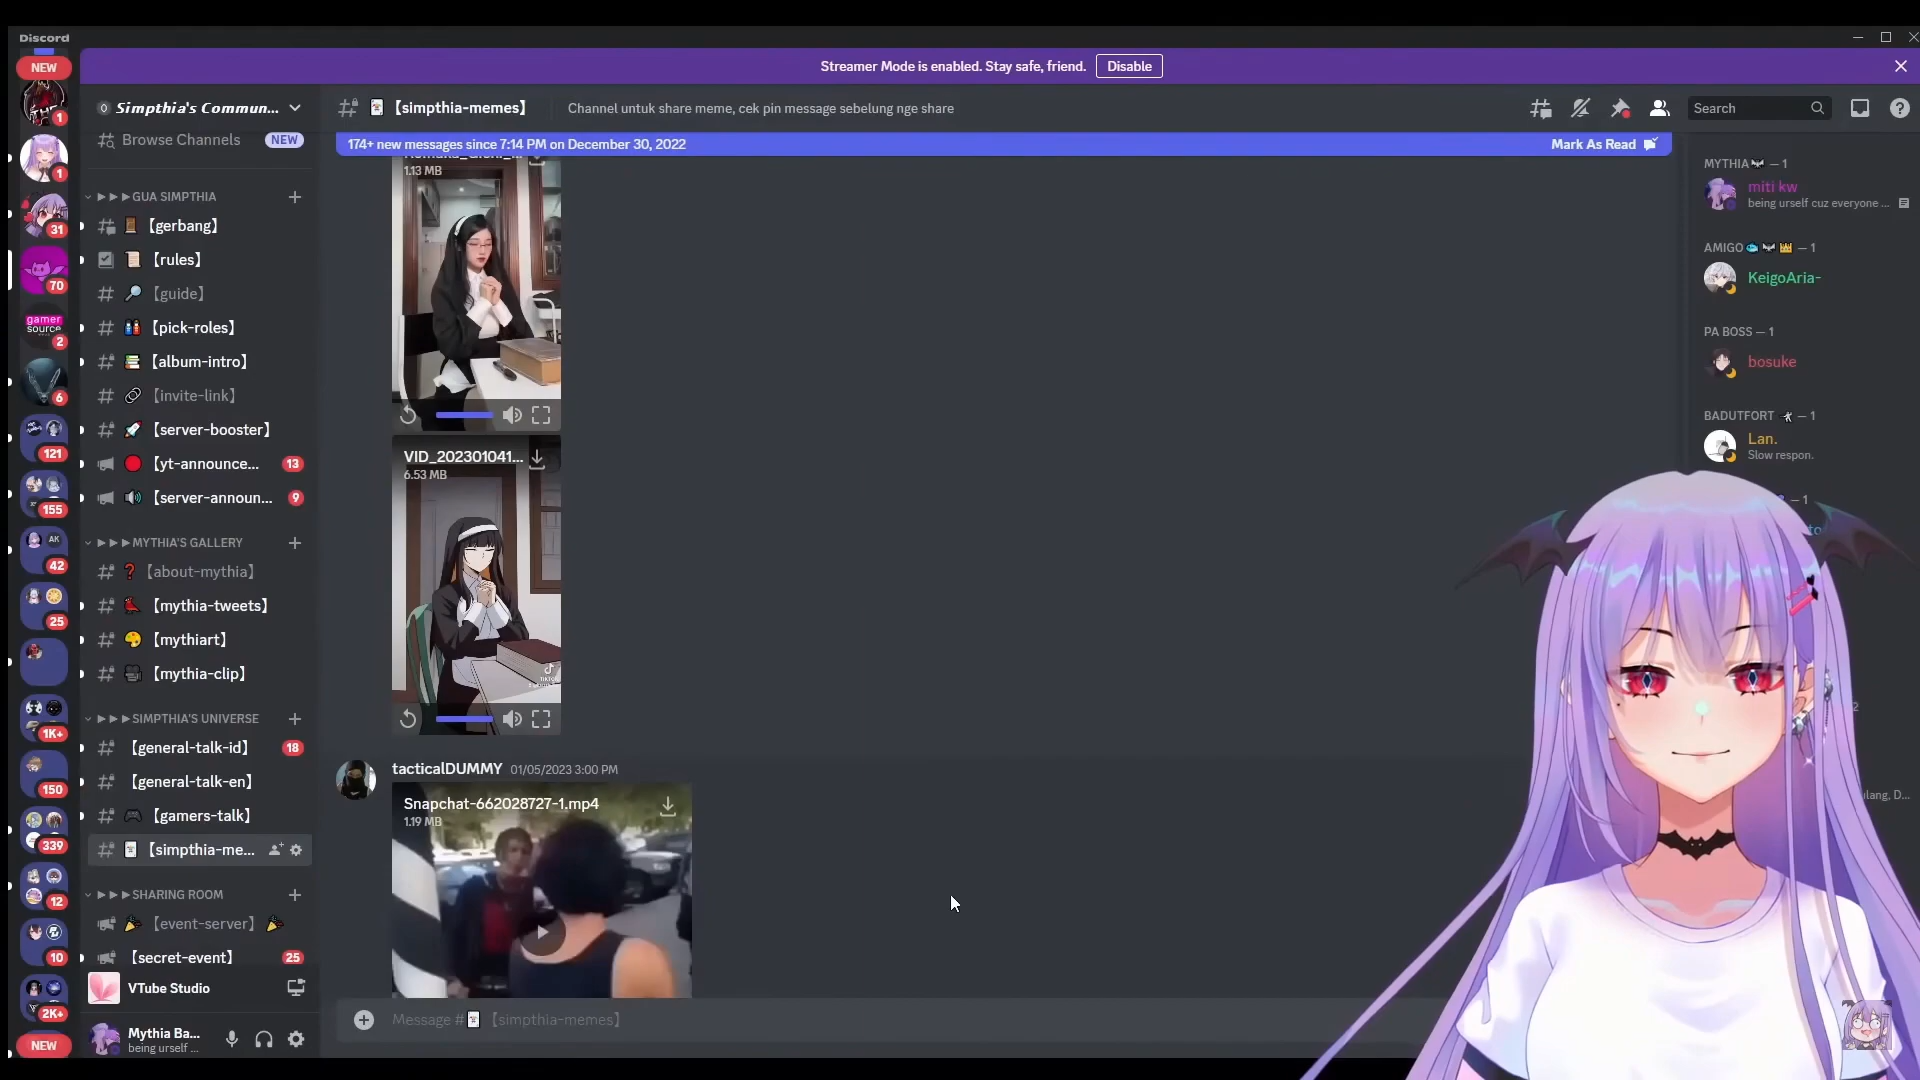 Discord
NEW
Streamer Mode is enabled. Stay safe, friend.
Disable
1
1
31
70
gamer
source
2
6
121
155
AK
42
25
1K+
150
339
12
10
2K+
NEW
Simpthia's Commun...
Browse Channels
NEW
GUA SIMPTHIA
【gerbang】
【rules】
【guide】
【pick-roles】
【album-intro】
【invite-link】
【server-booster】
【yt-announce...
13
【server-announ...
9
MYTHIA'S GALLERY
【about-mythia】
【mythia-tweets】
【mythiart】
【mythia-clip】
SIMPTHIA'S UNIVERSE
【general-talk-id】
18
【general-talk-en】
【gamers-talk】
【simpthia-me...
SHARING ROOM
【event-server】
【secret-event】
25
VTube Studio
Mythia Ba...
being urself ...
【simpthia-memes】
Channel untuk share meme, cek pin message sebelung nge share
Search
174+ new messages since 7:14 PM on December 30, 2022
Mark As Read
1.13 MB
VID_202301041...
6.53 MB
tacticalDUMMY 01/05/2023 3:00 PM
Snapchat-662028727-1.mp4
1.19 MB
Message # 【simpthia-memes】
MYTHIA — 1
miti kw
being urself cuz everyone ...
AMIGO — 1
KeigoAria-
PA BOSS — 1
bosuke
BADUTFORT — 1
Lan.
Slow respon.
— 1
to
2
ulang, D...